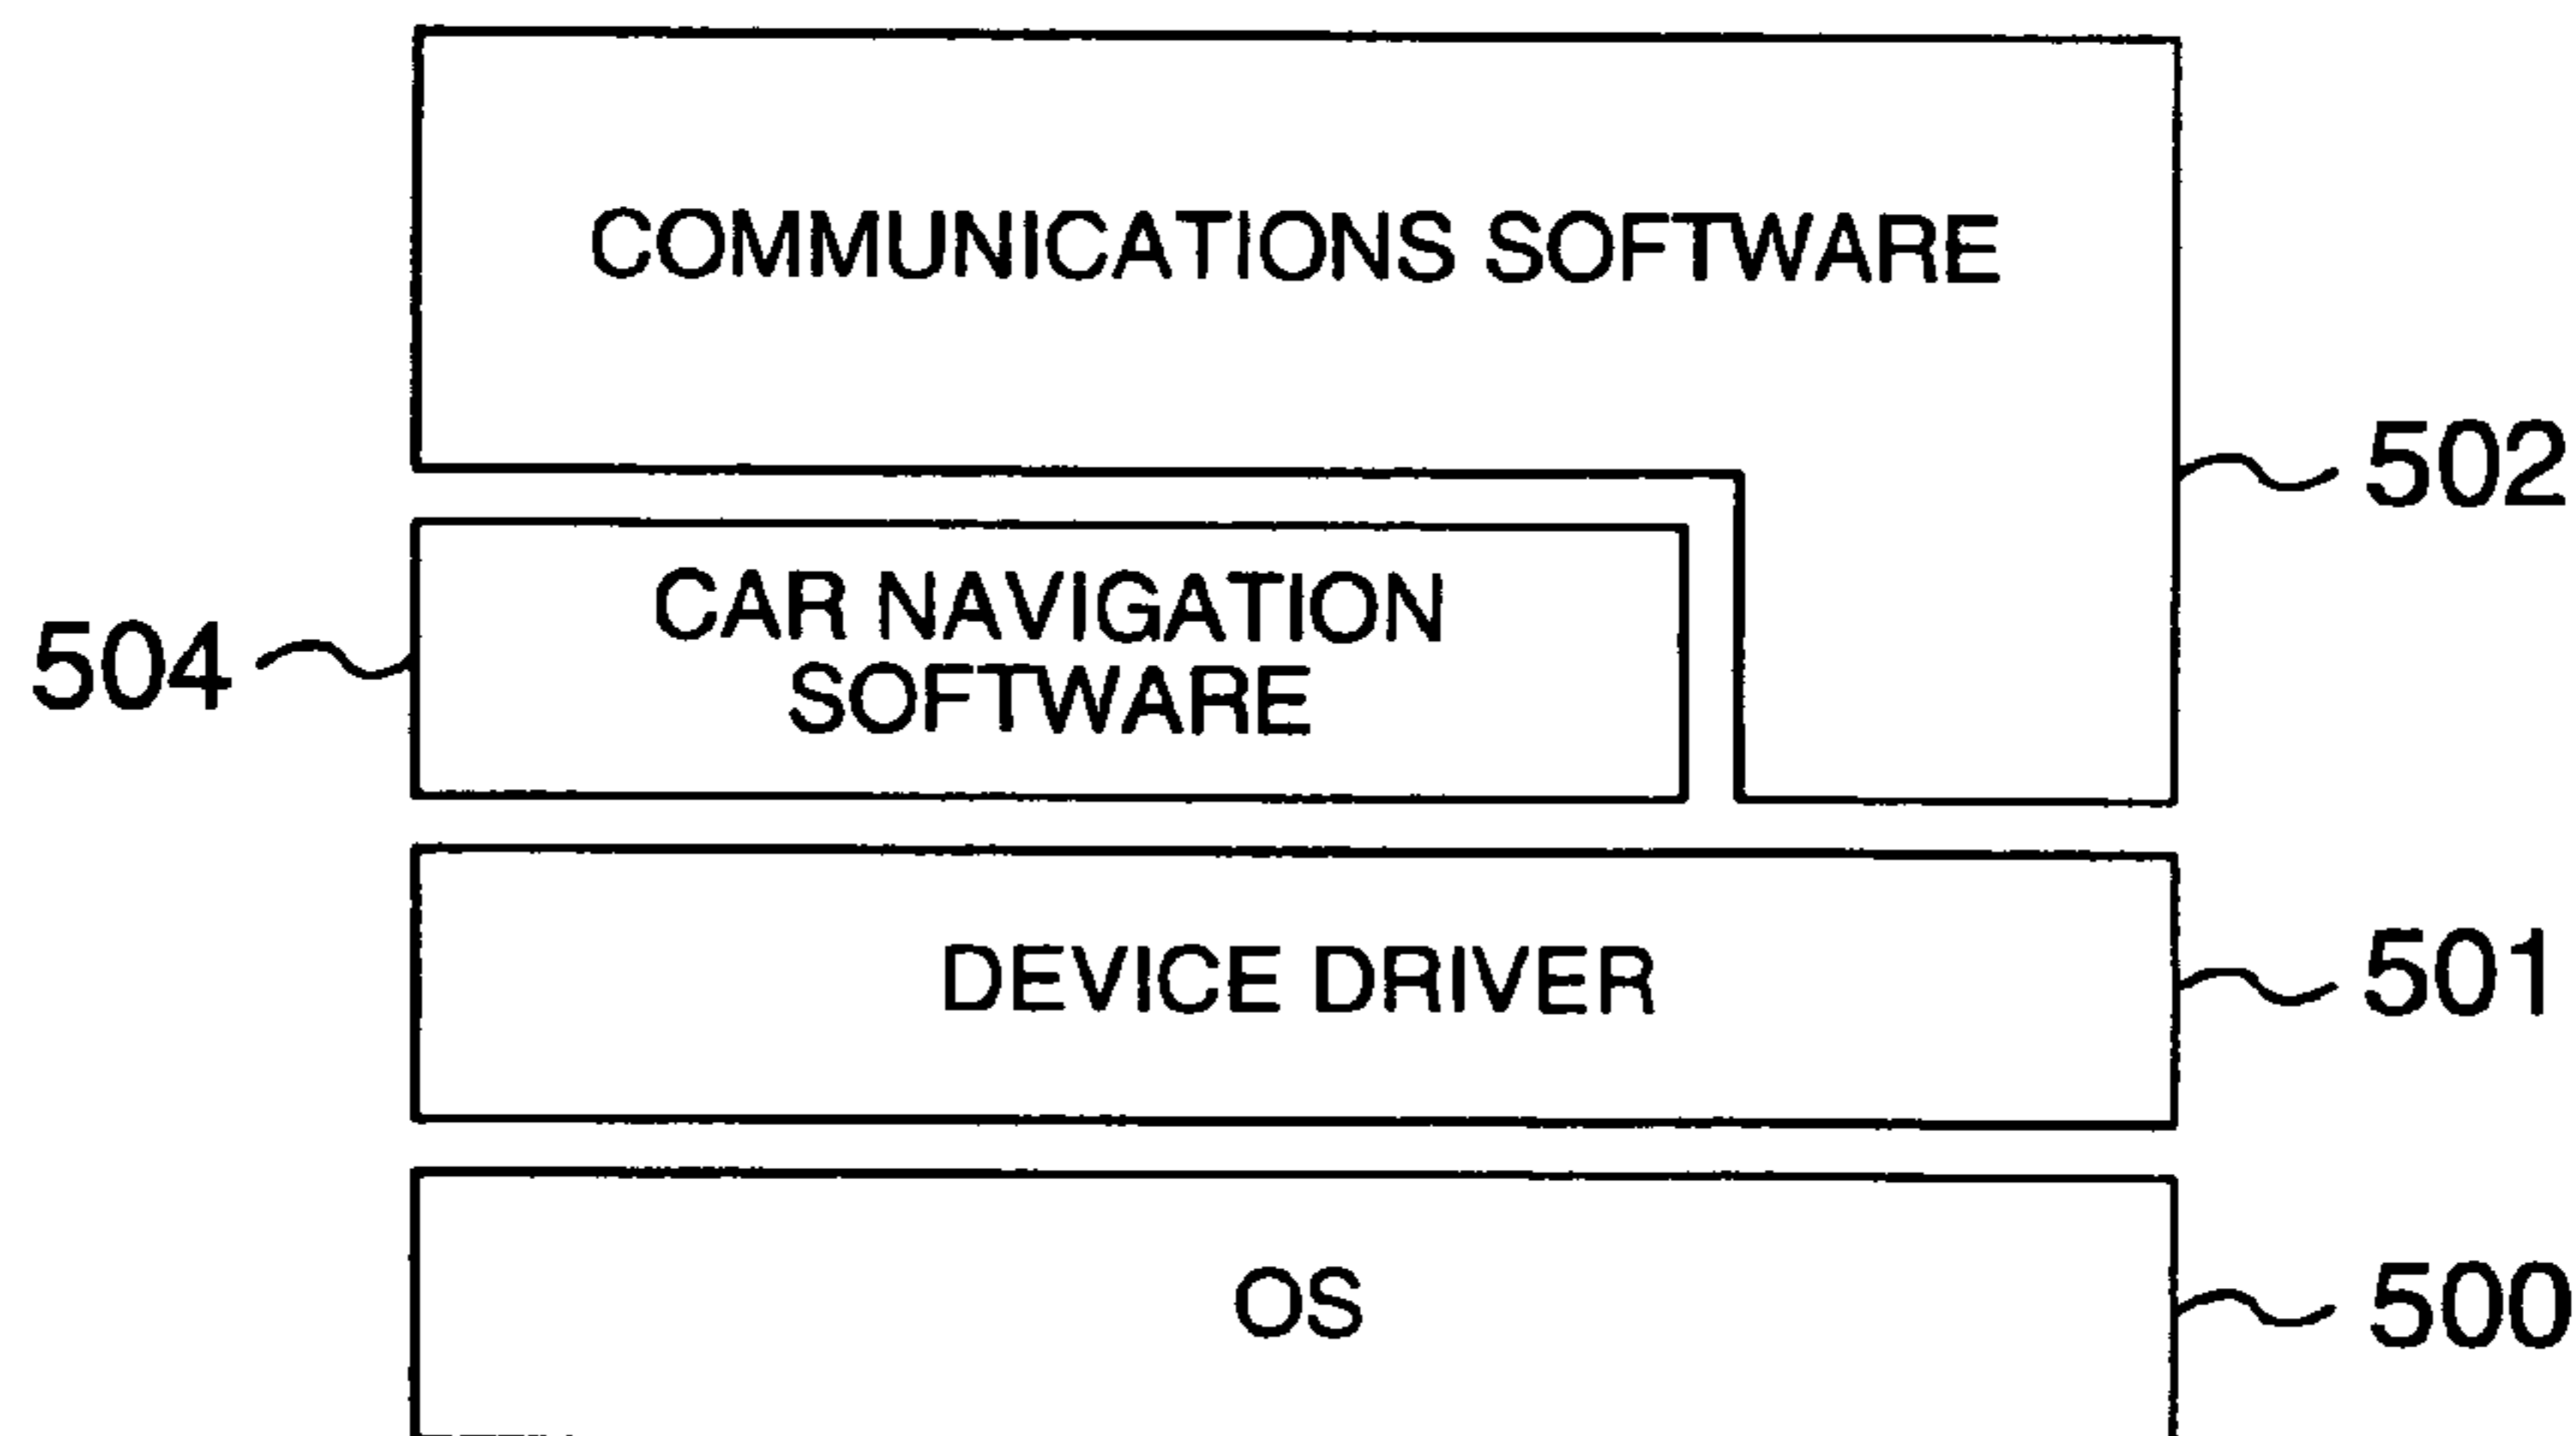 COMMUNICATIONS SOFTWARE
502
CAR NAVIGATION
SOFTWARE
504
DEVICE DRIVER
501
OS
500